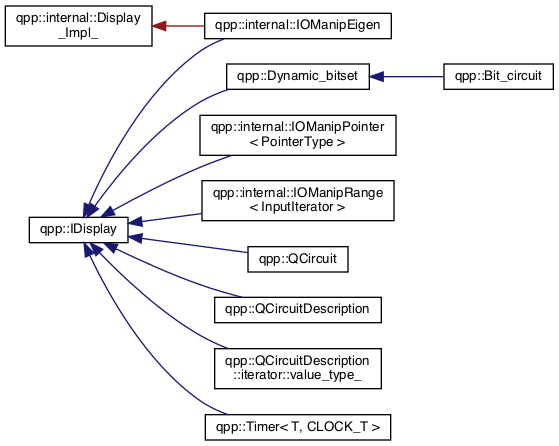 qpp::internal::Display
_Impl_
qpp::internal::IOManipEigen
qpp::Dynamic_bitset
qpp::Bit_circuit
qpp::internal::IOManipPointer
< PointerType >
qpp::internal::IOManipRange
< InputIterator >
qpp::IDisplay
qpp::QCircuit
qpp::QCircuitDescription
qpp::QCircuitDescription
::iterator::value_type_
qpp::Timer< T, CLOCK_T >